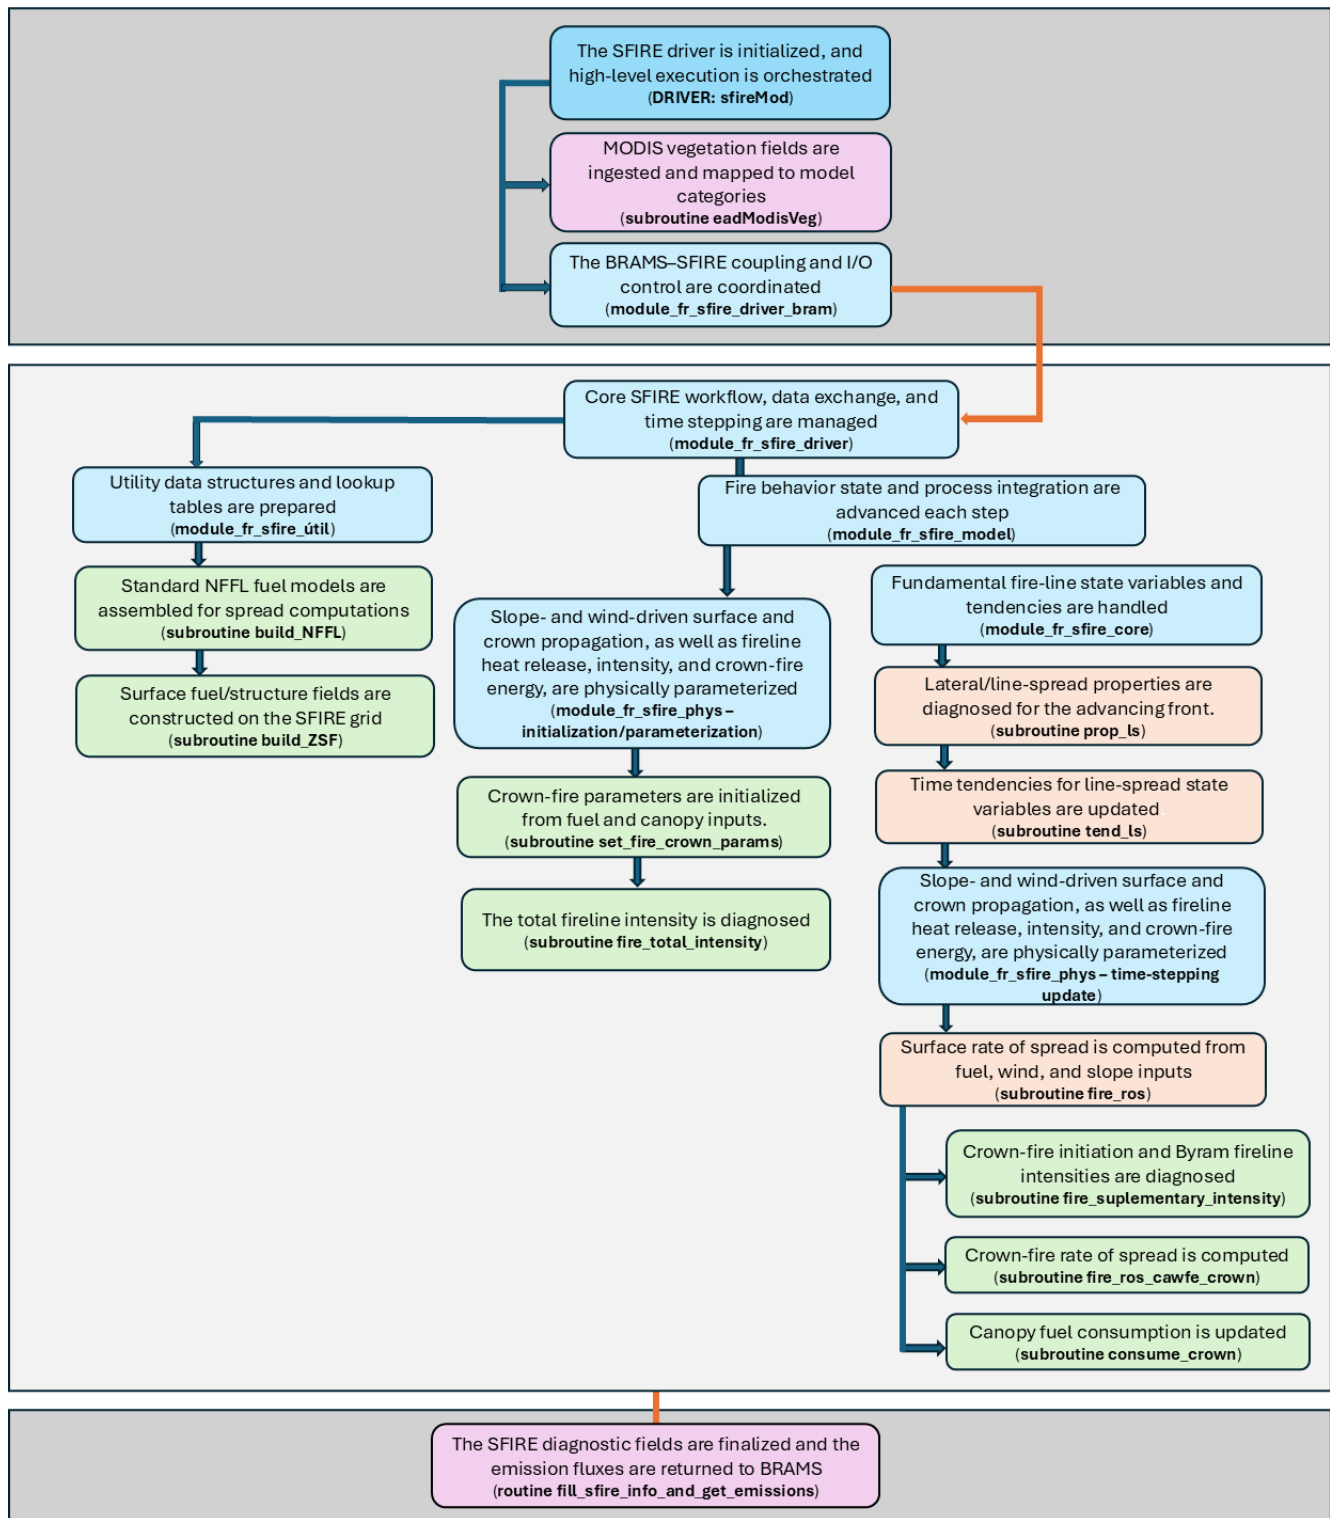 The SFIRE driver is initialized, and
high-level execution is orchestrated
(DRIVER: sfireMod)
MODIS vegetation fields are
ingested and mapped to model
categories
(subroutine eadModisVeg)
The BRAMS–SFIRE coupling and I/O
control are coordinated
(module_fr_sfire_driver_bram)
Core SFIRE workflow, data exchange, and
time stepping are managed
(module_fr_sfire_driver)
Utility data structures and lookup
tables are prepared
(module_fr_sfire_útil)
Standard NFFL fuel models are
assembled for spread computations
(subroutine build_NFFL)
Surface fuel/structure fields are
constructed on the SFIRE grid
(subroutine build_ZSF)
Fire behavior state and process integration are
advanced each step
(module_fr_sfire_model)
Slope- and wind-driven surface and
crown propagation, as well as fireline
heat release, intensity, and crown-fire
energy, are physically parameterized
(module_fr_sfire_phys –
initialization/parameterization)
Crown-fire parameters are initialized
from fuel and canopy inputs.
(subroutine set_fire_crown_params)
The total fireline intensity is diagnosed
(subroutine fire_total_intensity)
Fundamental fire-line state variables and
tendencies are handled
(module_fr_sfire_core)
Lateral/line-spread properties are
diagnosed for the advancing front.
(subroutine prop_ls)
Time tendencies for line-spread state
variables are updated
(subroutine tend_ls)
Slope- and wind-driven surface and
crown propagation, as well as fireline
heat release, intensity, and crown-fire
energy, are physically parameterized
(module_fr_sfire_phys – time-stepping
update)
Surface rate of spread is computed from
fuel, wind, and slope inputs
(subroutine fire_ros)
Crown-fire initiation and Byram fireline
intensities are diagnosed
(subroutine fire_suplementary_intensity)
Crown-fire rate of spread is computed
(subroutine fire_ros_cawfe_crown)
Canopy fuel consumption is updated
(subroutine consume_crown)
The SFIRE diagnostic fields are finalized and the
emission fluxes are returned to BRAMS
(routine fill_sfire_info_and_get_emissions)